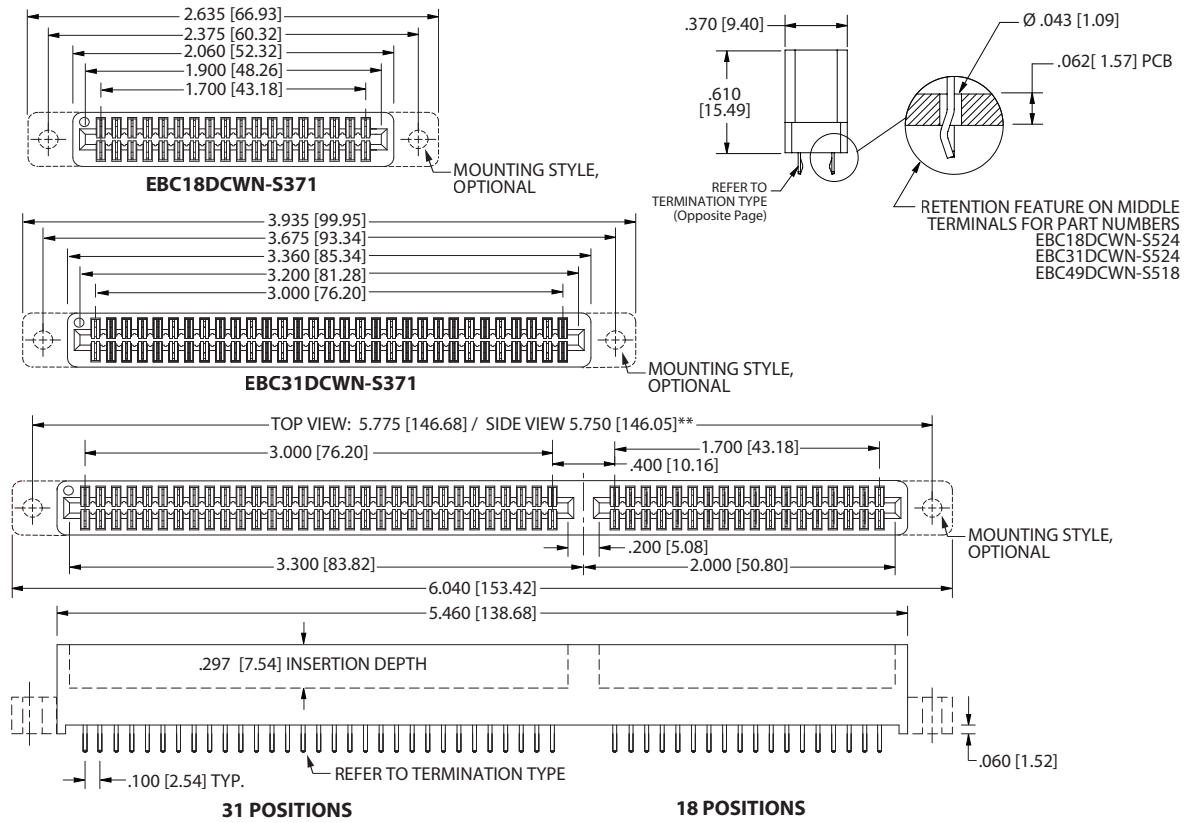 2.635 [66.93]
2.375 [60.32]
2.060 [52.32]
1.900 [48.26]
1.700 [43.18]
MOUNTING STYLE,
OPTIONAL
EBC18DCWN-S371
.370 [9.40]
Ø .043 [1.09]
.062[ 1.57] PCB
.610
[15.49]
REFER TO
TERMINATION TYPE
(Opposite Page)
RETENTION FEATURE ON MIDDLE
TERMINALS FOR PART NUMBERS
EBC18DCWN-S524
EBC31DCWN-S524
EBC49DCWN-S518
3.935 [99.95]
3.675 [93.34]
3.360 [85.34]
3.200 [81.28]
3.000 [76.20]
MOUNTING STYLE,
OPTIONAL
EBC31DCWN-S371
TOP VIEW: 5.775 [146.68] / SIDE VIEW 5.750 [146.05]**
3.000 [76.20]
1.700 [43.18]
.400 [10.16]
MOUNTING STYLE,
OPTIONAL
.200 [5.08]
3.300 [83.82]
2.000 [50.80]
6.040 [153.42]
5.460 [138.68]
.297 [7.54] INSERTION DEPTH
.060 [1.52]
.100 [2.54] TYP.
REFER TO TERMINATION TYPE
31 POSITIONS
18 POSITIONS